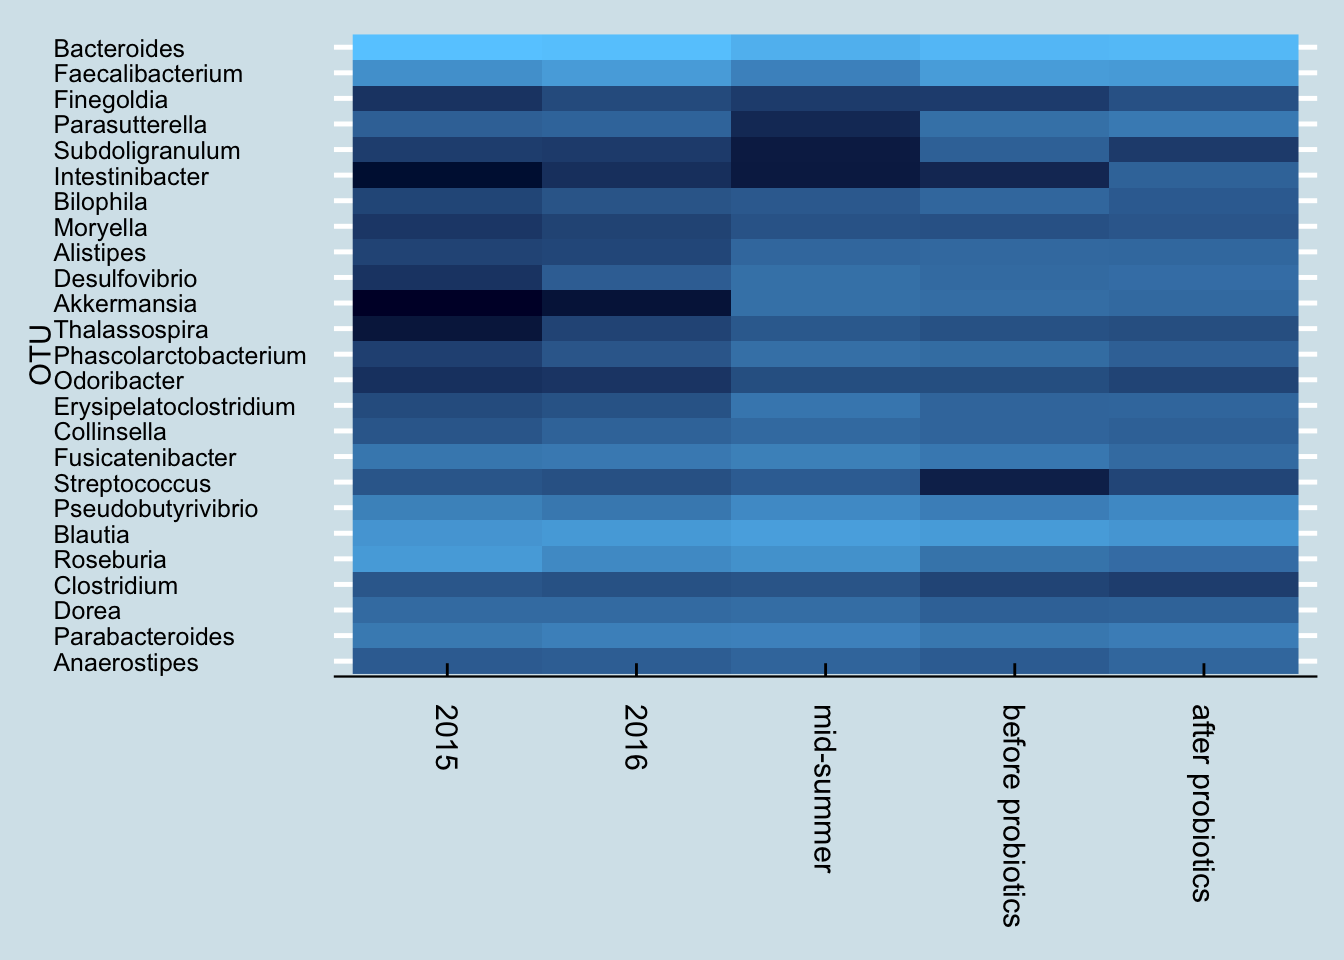 Bacteroides
Faecalibacterium
Finegoldia
Parasutterella
Subdoligranulum
Intestinibacter
Bilophila
Moryella
Alistipes
Desulfovibrio
Akkermansia
Thalassospira
Phascolarctobacterium
Odoribacter
Erysipelatoclostridium
Collinsella
Fusicatenibacter
Streptococcus
Pseudobutyrivibrio
Blautia
Roseburia
Clostridium
Dorea
Parabacteroides
Anaerostipes
OTU
2015
2016
mid-summer
before probiotics
after probiotics